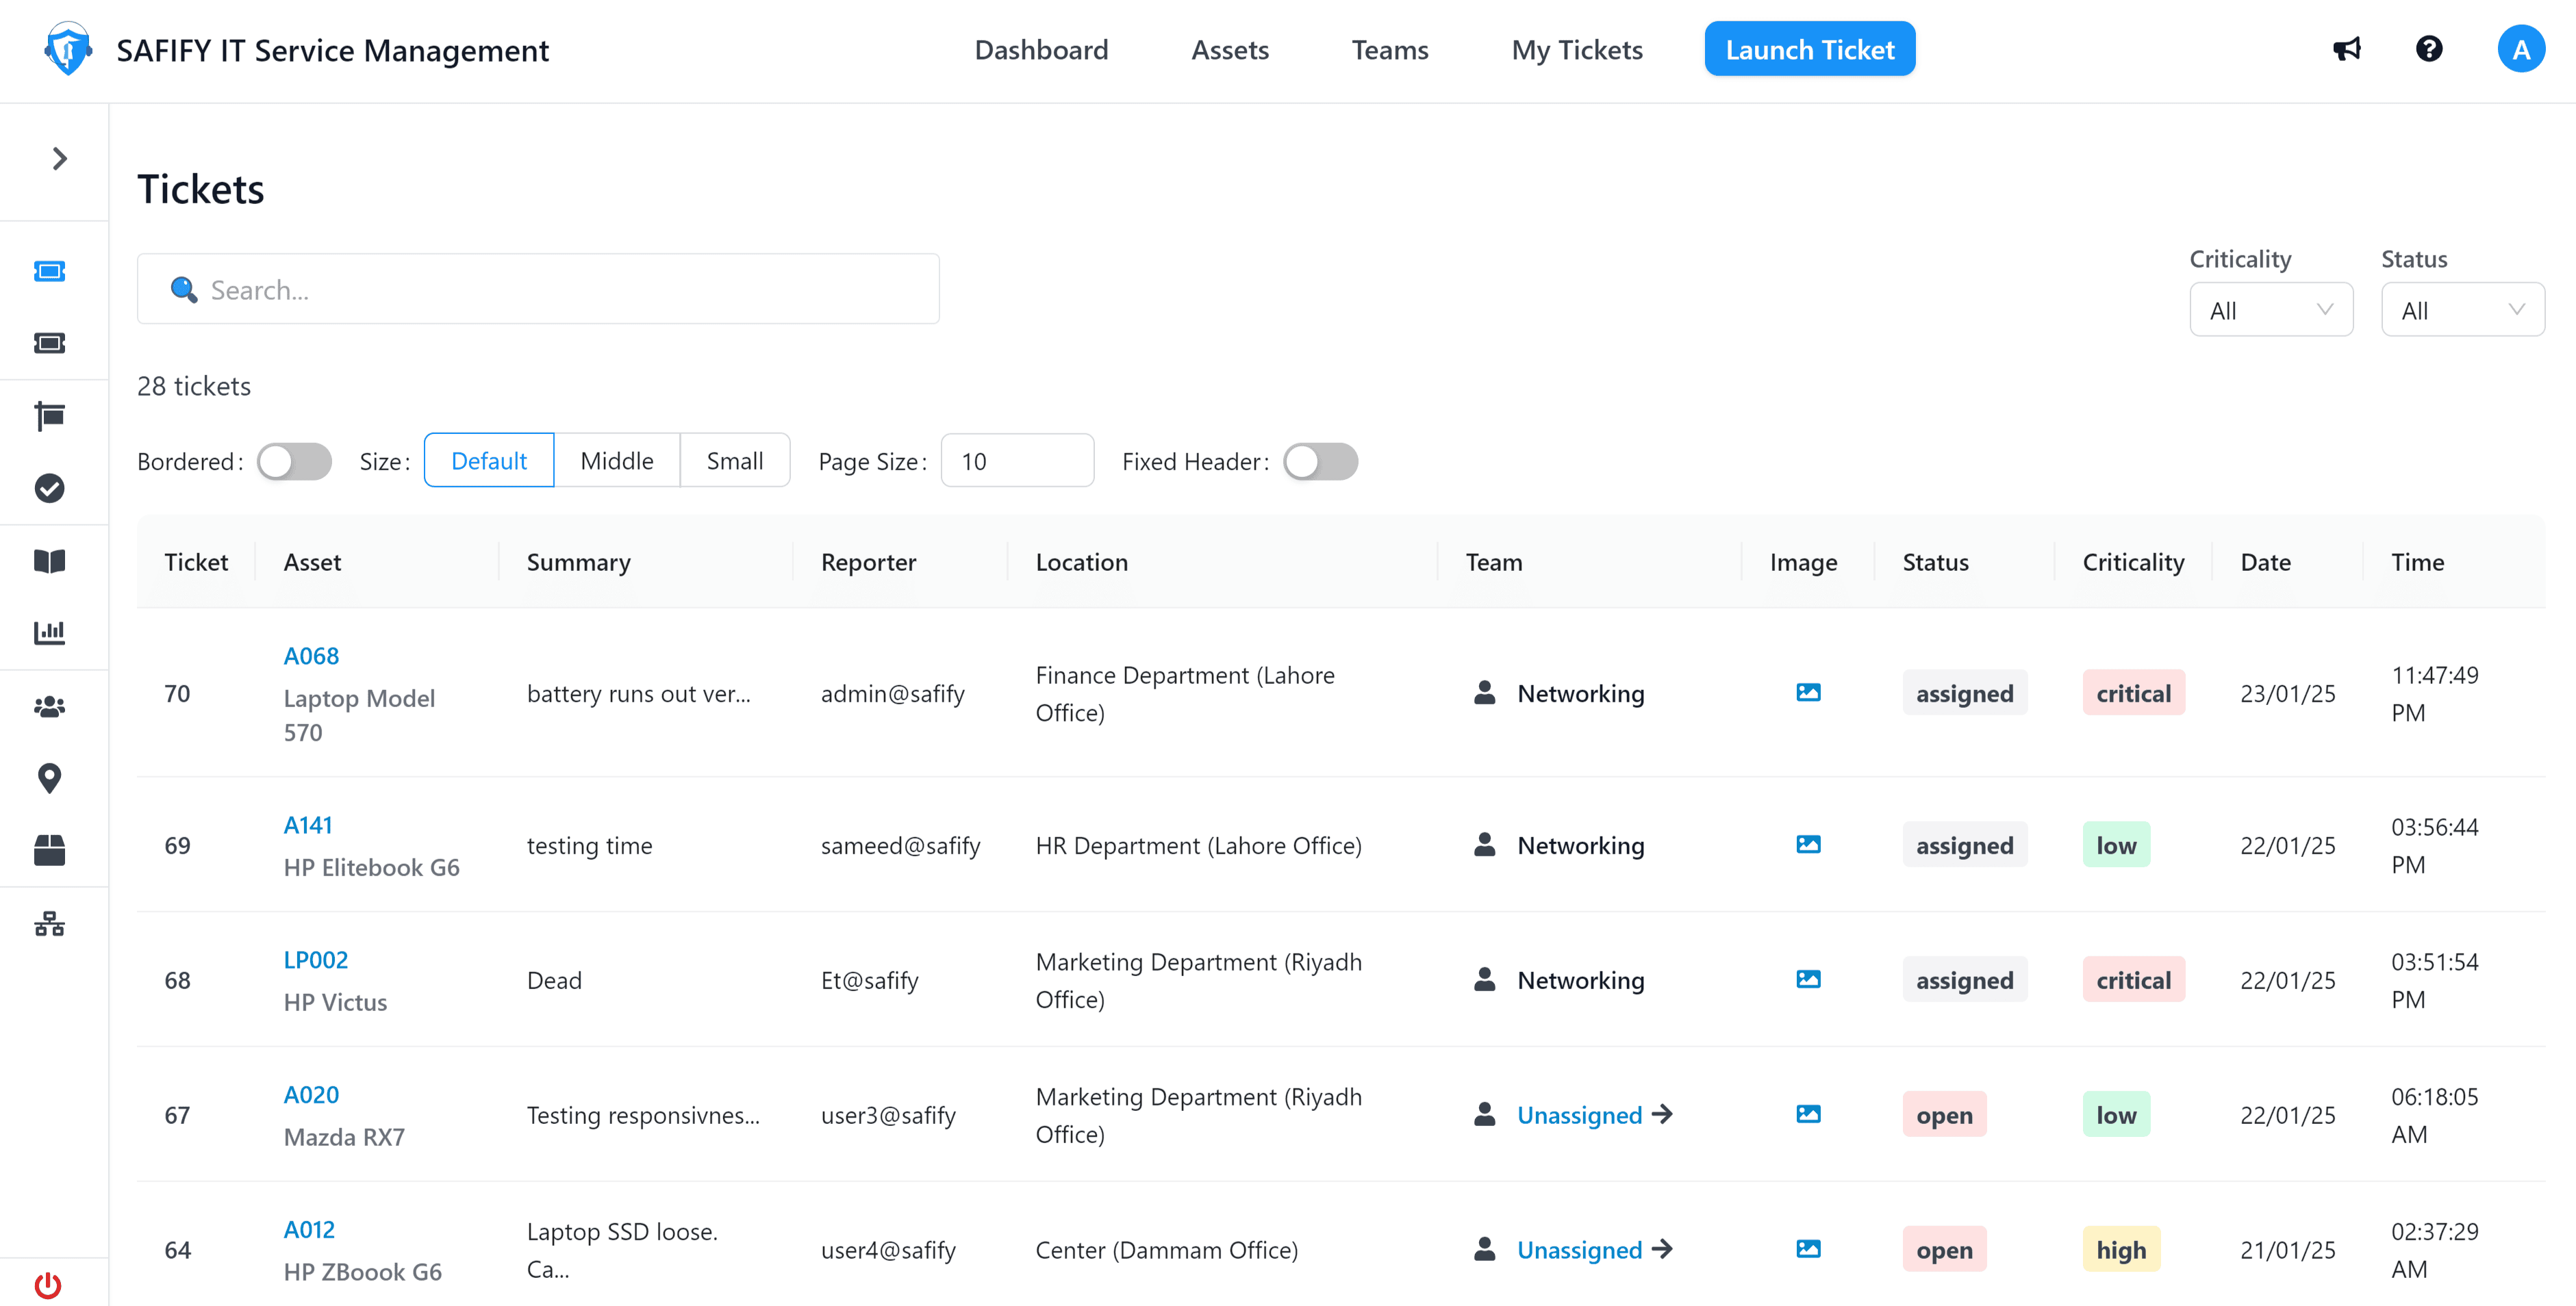 SAFIFY IT Service Management
Dashboard
Assets
Teams
My Tickets
Launch Ticket
A
Tickets
Search...
Criticality
Status
All
All
28 tickets
Bordered:
Size:
Default
Middle
Small
Page Size:
10
Fixed Header:
Ticket
Asset
Summary
Reporter
Location
Team
Image
Status
Criticality
Date
Time
70
A068
Laptop Model
570
battery runs out ver...
admin@safify
Finance Department (Lahore
Office)
Networking
assigned
critical
23/01/25
11:47:49
PM
69
A141
HP Elitebook G6
testing time
sameed@safify
HR Department (Lahore Office)
Networking
assigned
low
22/01/25
03:56:44
PM
68
LP002
HP Victus
Dead
Et@safify
Marketing Department (Riyadh
Office)
Networking
assigned
critical
22/01/25
03:51:54
PM
67
A020
Mazda RX7
Testing responsivnes...
user3@safify
Marketing Department (Riyadh
Office)
Unassigned
open
low
22/01/25
06:18:05
AM
64
A012
HP ZBoook G6
Laptop SSD loose.
Ca...
user4@safify
Center (Dammam Office)
Unassigned
open
high
21/01/25
02:37:29
AM